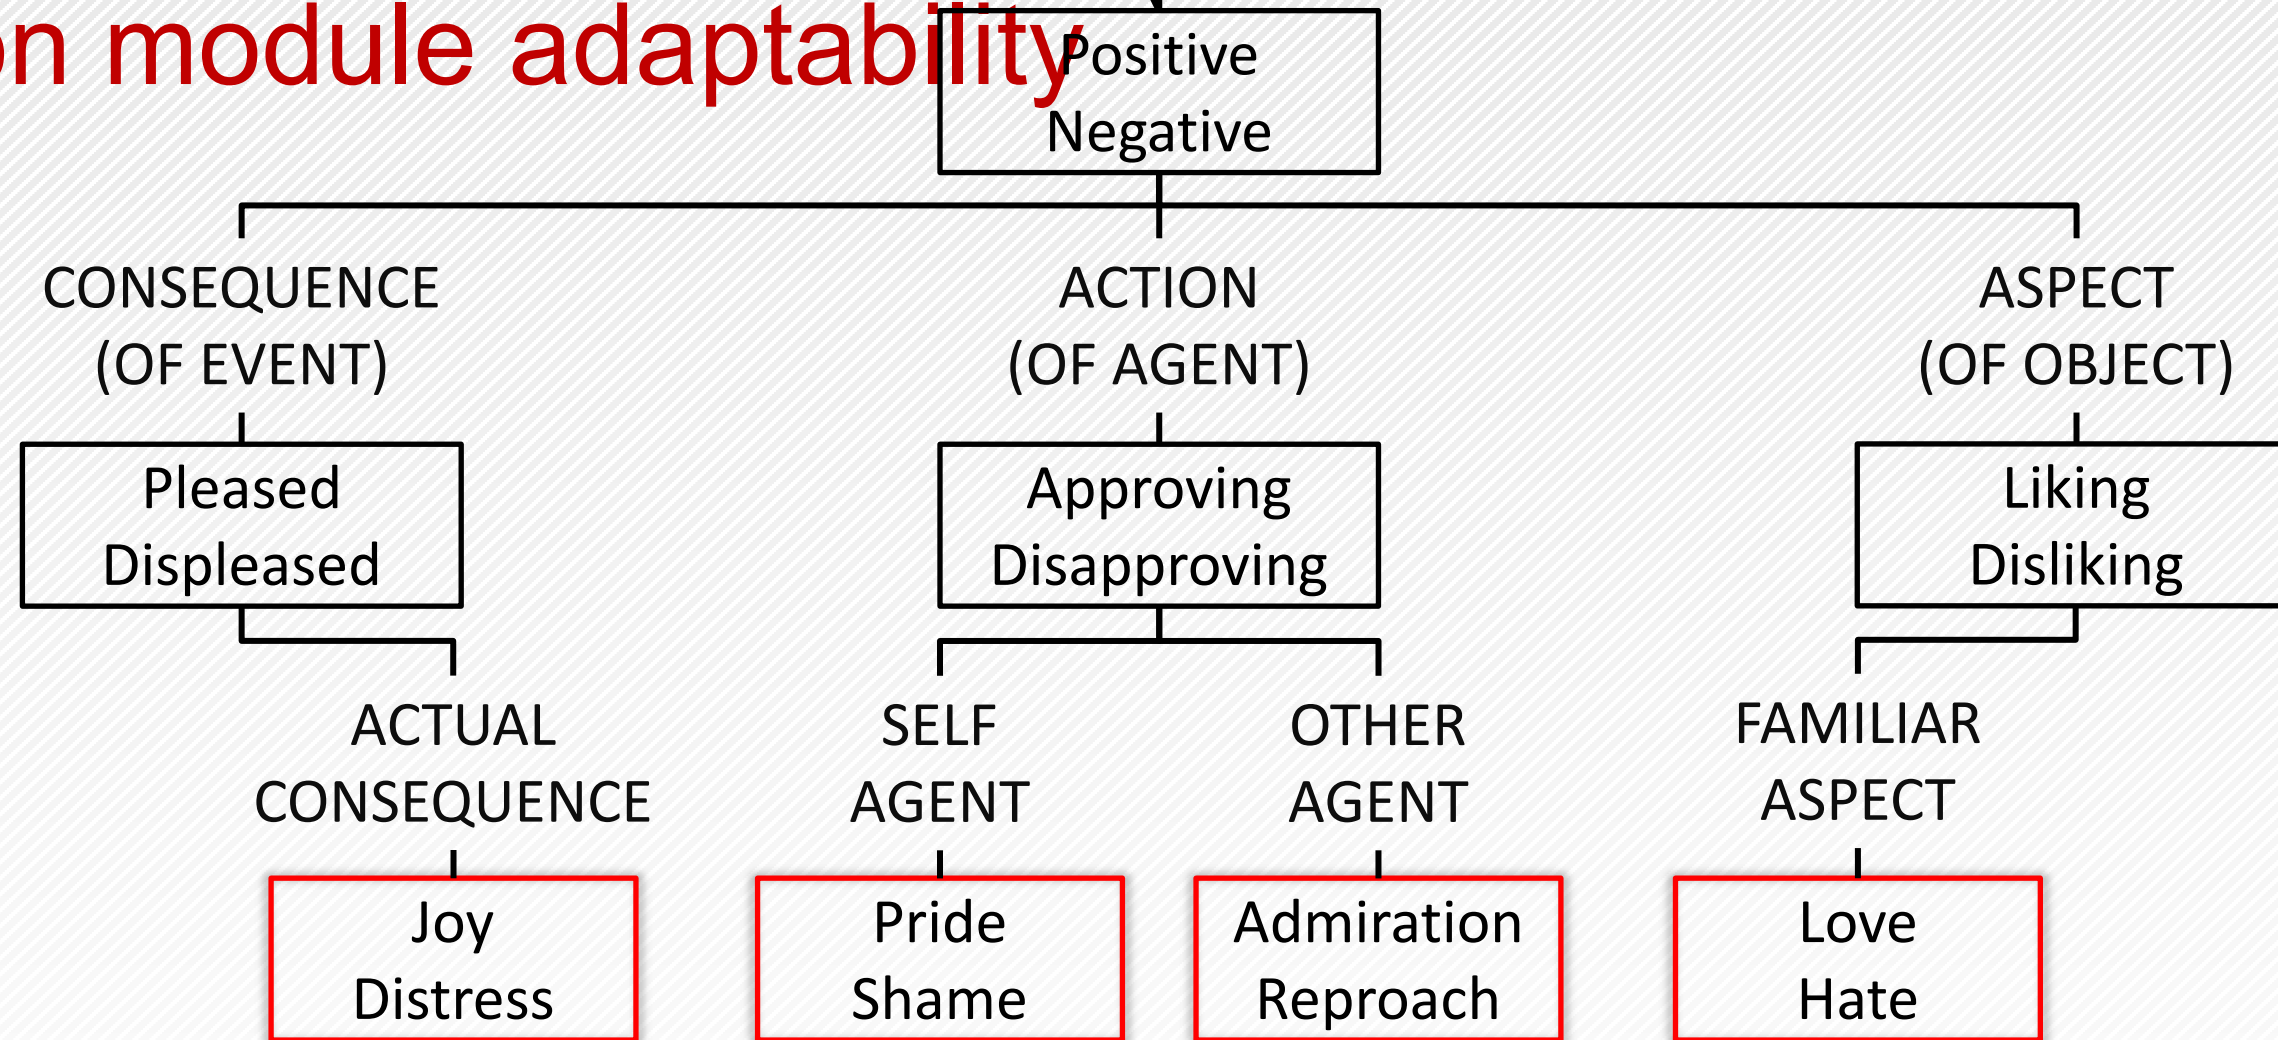 on module adaptability
Positive
Negative
CONSEQUENCE
(OF EVENT)
ACTION
(OF AGENT)
ASPECT
(OF OBJECT)
Pleased
Displeased
Approving
Disapproving
Liking
Disliking
ACTUAL
CONSEQUENCE
SELF
AGENT
OTHER
AGENT
FAMILIAR
ASPECT
Joy
Distress
Pride
Shame
Admiration
Reproach
Love
Hate